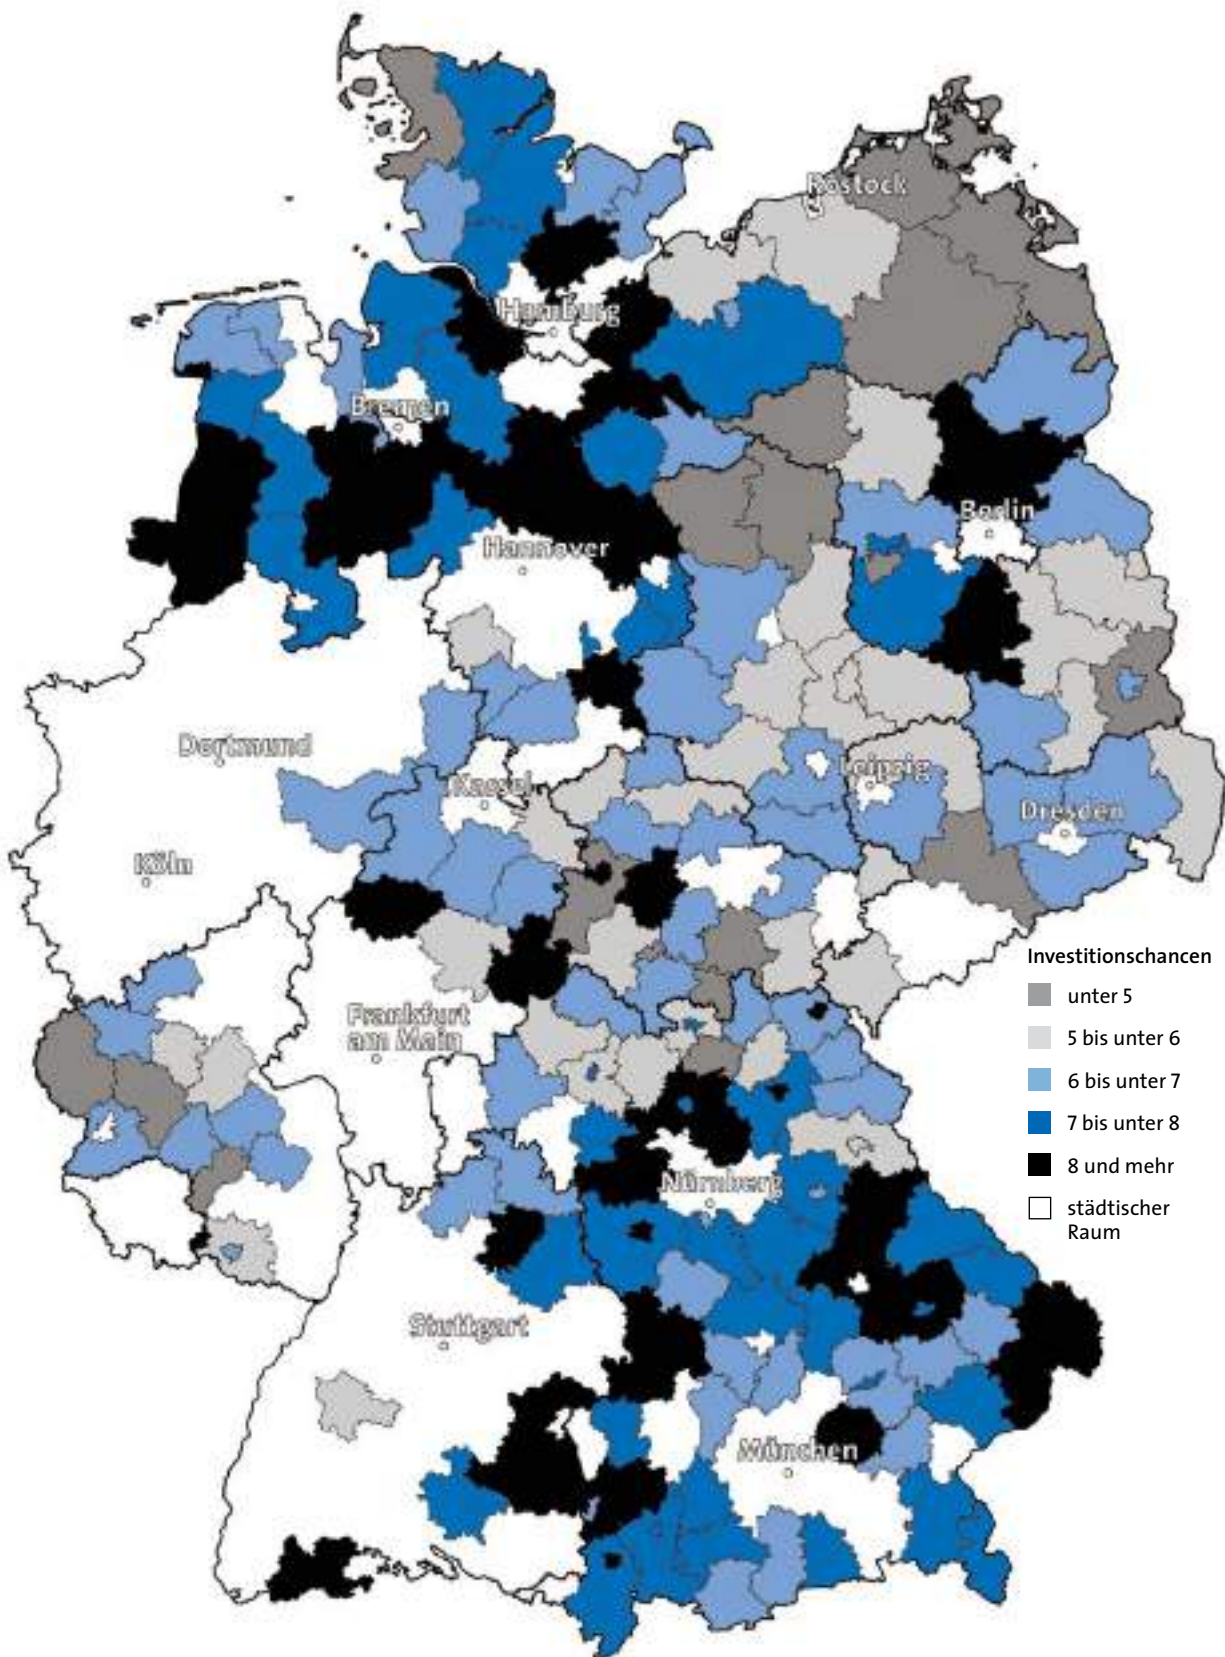 Rostock
Hamburg
Bremen
Berlin
Hannover
Dortmund
Kassel
Leipzig
Dresden
Köln
Frankfurt
am Main
Nürnberg
Stuttgart
München
Investitionschancen
unter 5
5 bis unter 6
6 bis unter 7
7 bis unter 8
8 und mehr
städtischer
Raum